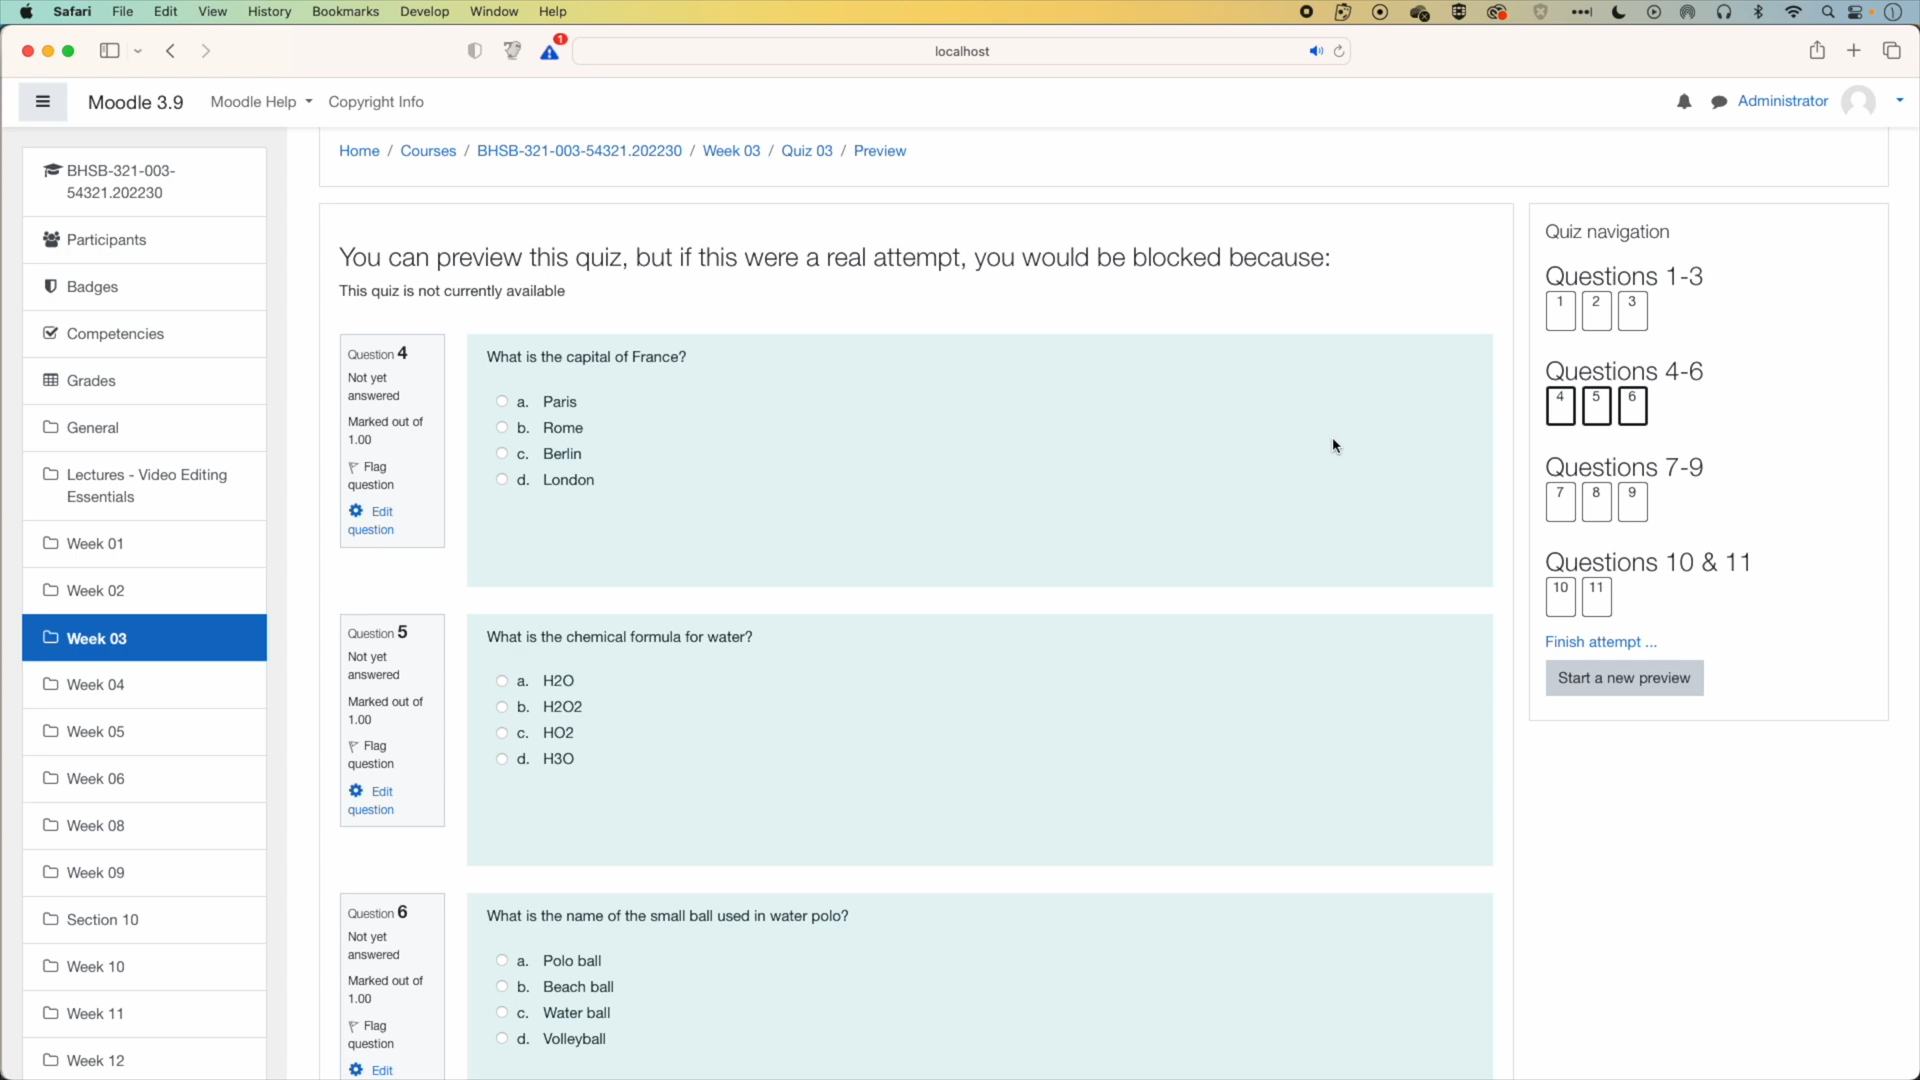 Safari File Edit View History Bookmarks Develop Window Help
1
localhost
Moodle 3.9 Moodle Help Copyright Info Administrator
BHSB-321-003-
54321.202230
Participants
Badges
Competencies
Grades
General
Lectures - Video Editing
Essentials
Week 01
Week 02
Week 03
Week 04
Week 05
Week 06
Week 08
Week 09
Section 10
Week 10
Week 11
Week 12
Home / Courses / BHSB-321-003-54321.202230 / Week 03 / Quiz 03 / Preview
You can preview this quiz, but if this were a real attempt, you would be blocked because:
This quiz is not currently available
Question 4
Not yet
answered
Marked out of
1.00
Flag
question
Edit
question
What is the capital of France?
a. Paris
b. Rome
c. Berlin
d. London
Question 5
Not yet
answered
Marked out of
1.00
Flag
question
Edit
question
What is the chemical formula for water?
a. H2O
b. H2O2
c. HO2
d. H3O
Question 6
Not yet
answered
Marked out of
1.00
Flag
question
Edit
What is the name of the small ball used in water polo?
a. Polo ball
b. Beach ball
c. Water ball
d. Volleyball
Quiz navigation
Questions 1-3
1 2 3
Questions 4-6
4 5 6
Questions 7-9
7 8 9
Questions 10 & 11
10 11
Finish attempt ...
Start a new preview